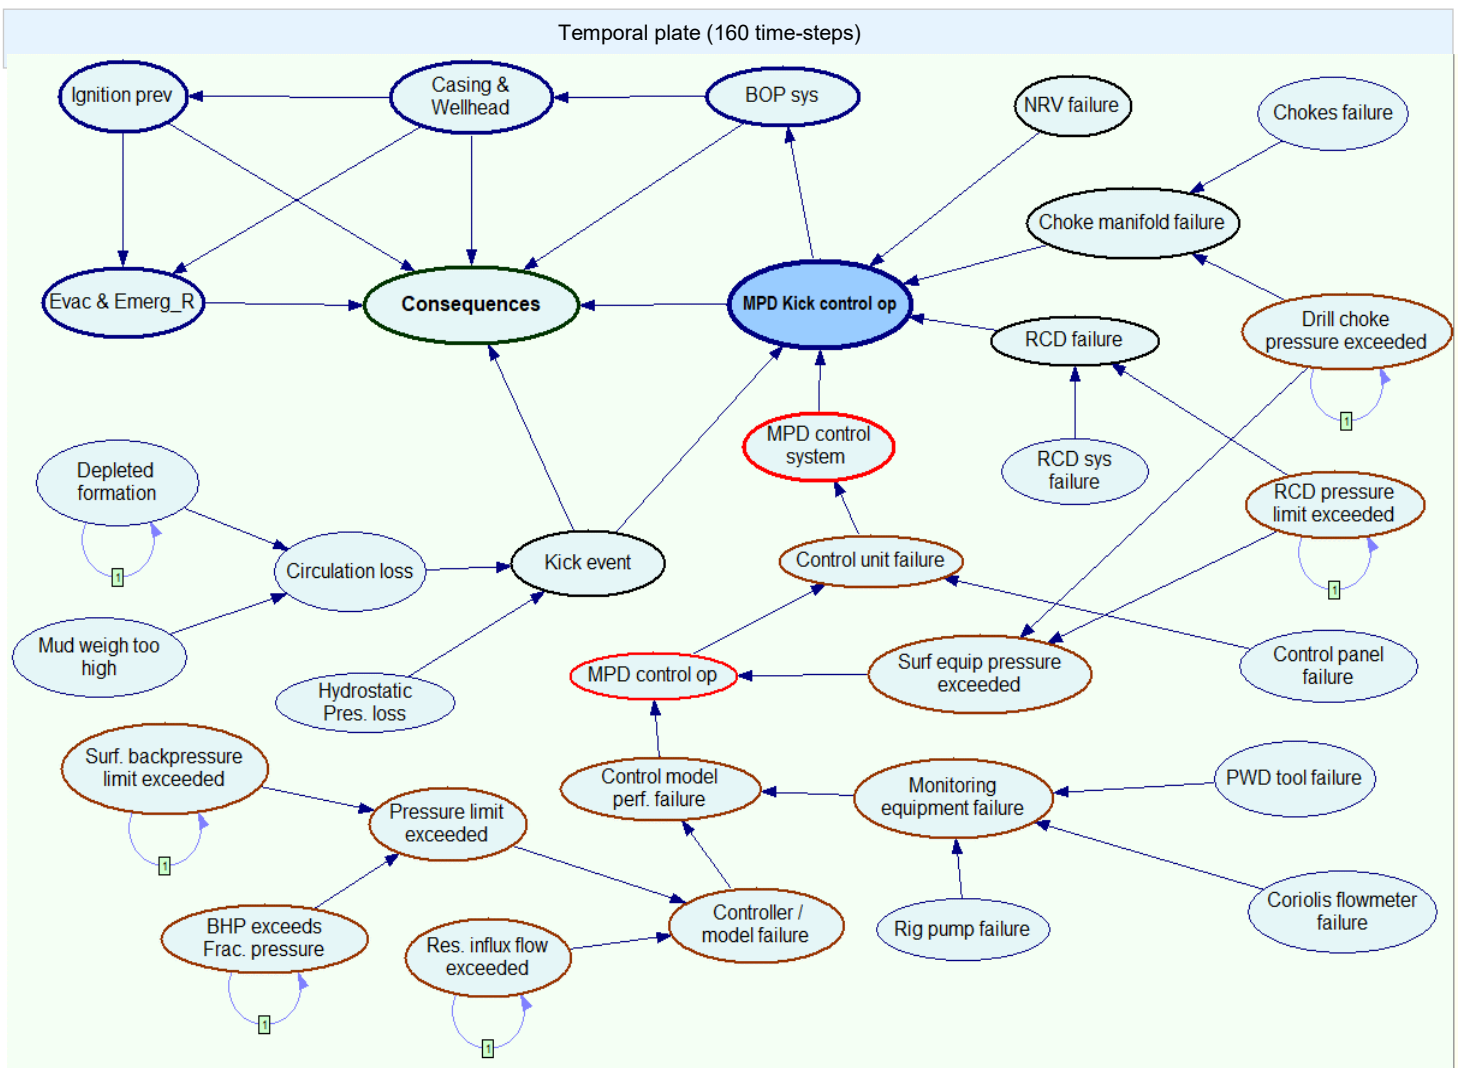 Temporal plate (160 time-steps)
Ignition prev
Casing &
Wellhead
BOP sys
NRV failure
Chokes failure
Choke manifold failure
Evac & Emerg_R
Consequences
MPD Kick control op
RCD failure
Drill choke
pressure exceeded
1
MPD control
system
RCD sys
failure
RCD pressure
limit exceeded
1
Depleted
formation
1
Circulation loss
Kick event
Control unit failure
Mud weigh too
high
Hydrostatic
Pres. loss
MPD control op
Surf equip pressure
exceeded
Control panel
failure
Surf. backpressure
limit exceeded
1
Pressure limit
exceeded
Control model
perf. failure
Monitoring
equipment failure
PWD tool failure
BHP exceeds
Frac. pressure
1
Res. influx flow
exceeded
1
Controller /
model failure
Rig pump failure
Coriolis flowmeter
failure